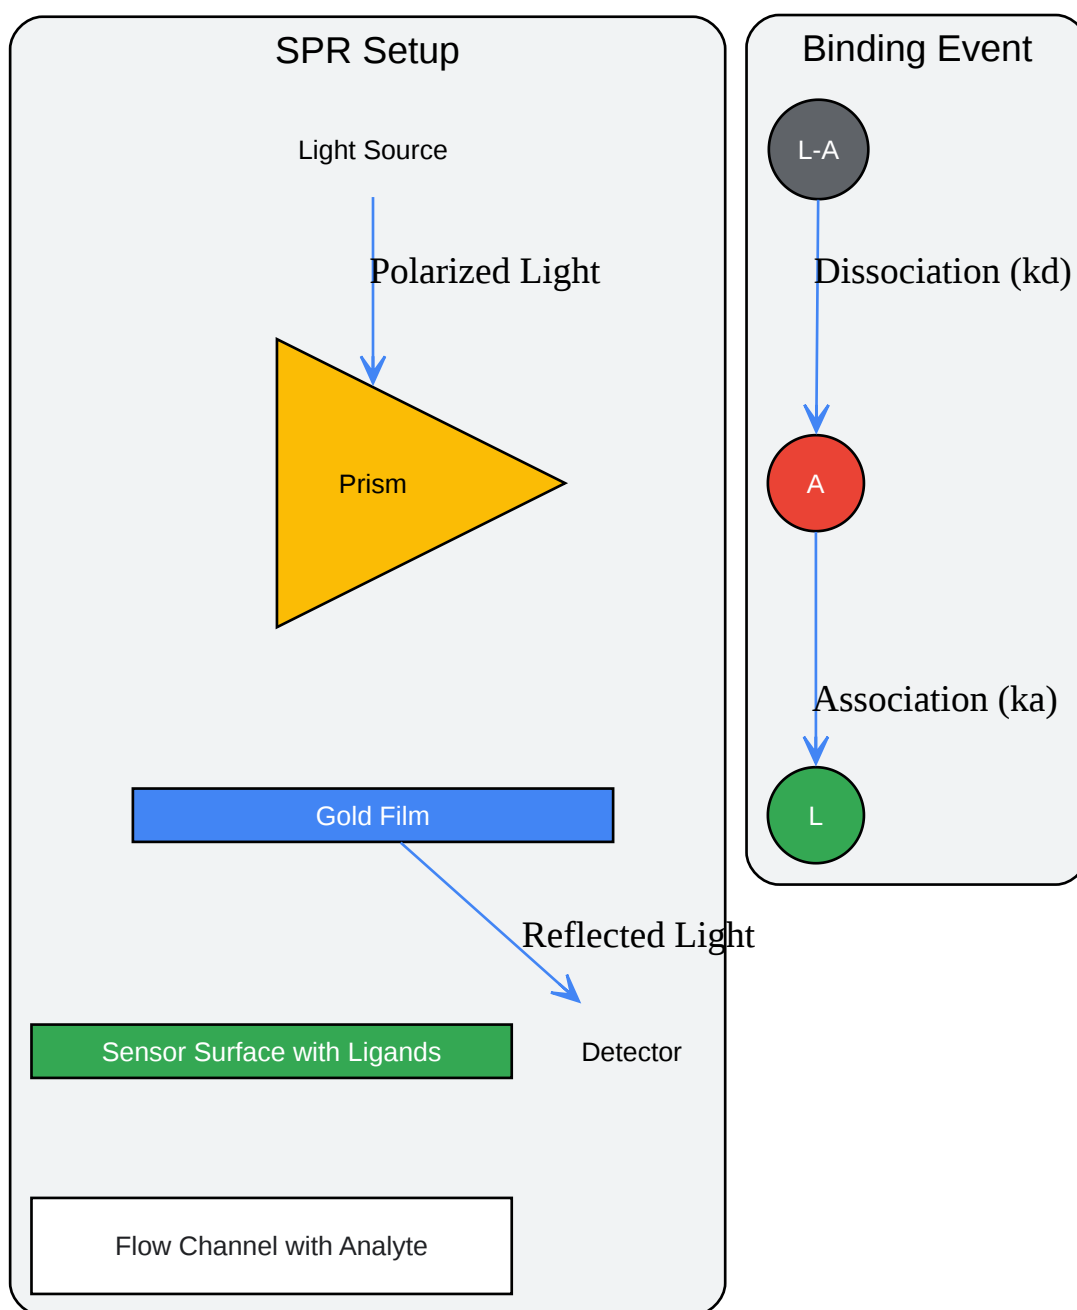 SPR Setup
Light Source
Polarized Light
Prism
Gold Film
Reflected Light
Sensor Surface with Ligands
Detector
Flow Channel with Analyte
Binding Event
L-A
Dissociation (kd)
A
Association (ka)
L